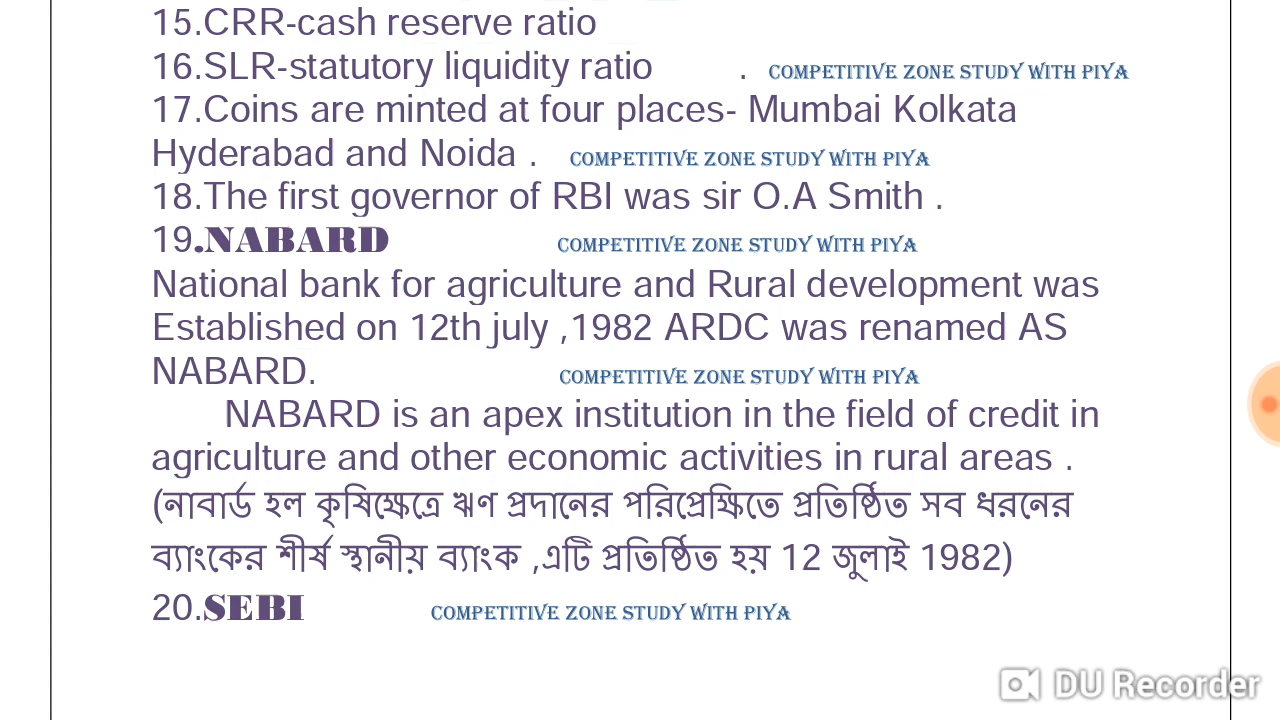 15.CRR-cash reserve ratio
16.SLR-statutory liquidity ratio . COMPETITIVE ZONE STUDY WITH PIYA
17.Coins are minted at four places- Mumbai Kolkata
Hyderabad and Noida . COMPETITIVE ZONE STUDY WITH PIYA
18.The first governor of RBI was sir O.A Smith .
19.NABARD COMPETITIVE ZONE STUDY WITH PIYA
National bank for agriculture and Rural development was
Established on 12th july ,1982 ARDC was renamed AS
NABARD. COMPETITIVE ZONE STUDY WITH PIYA
NABARD is an apex institution in the field of credit in
agriculture and other economic activities in rural areas .
(নাবার্ড হল কৃষিক্ষেত্রে ঋণ প্রদানের পরিপ্রেক্ষিতে প্রতিষ্ঠিত সব ধরনের
ব্যাংকের শীর্ষ স্থানীয় ব্যাংক ,এটি প্রতিষ্ঠিত হয় 12 জুলাই 1982)
20.SEBI COMPETITIVE ZONE STUDY WITH PIYA
DU Recorder